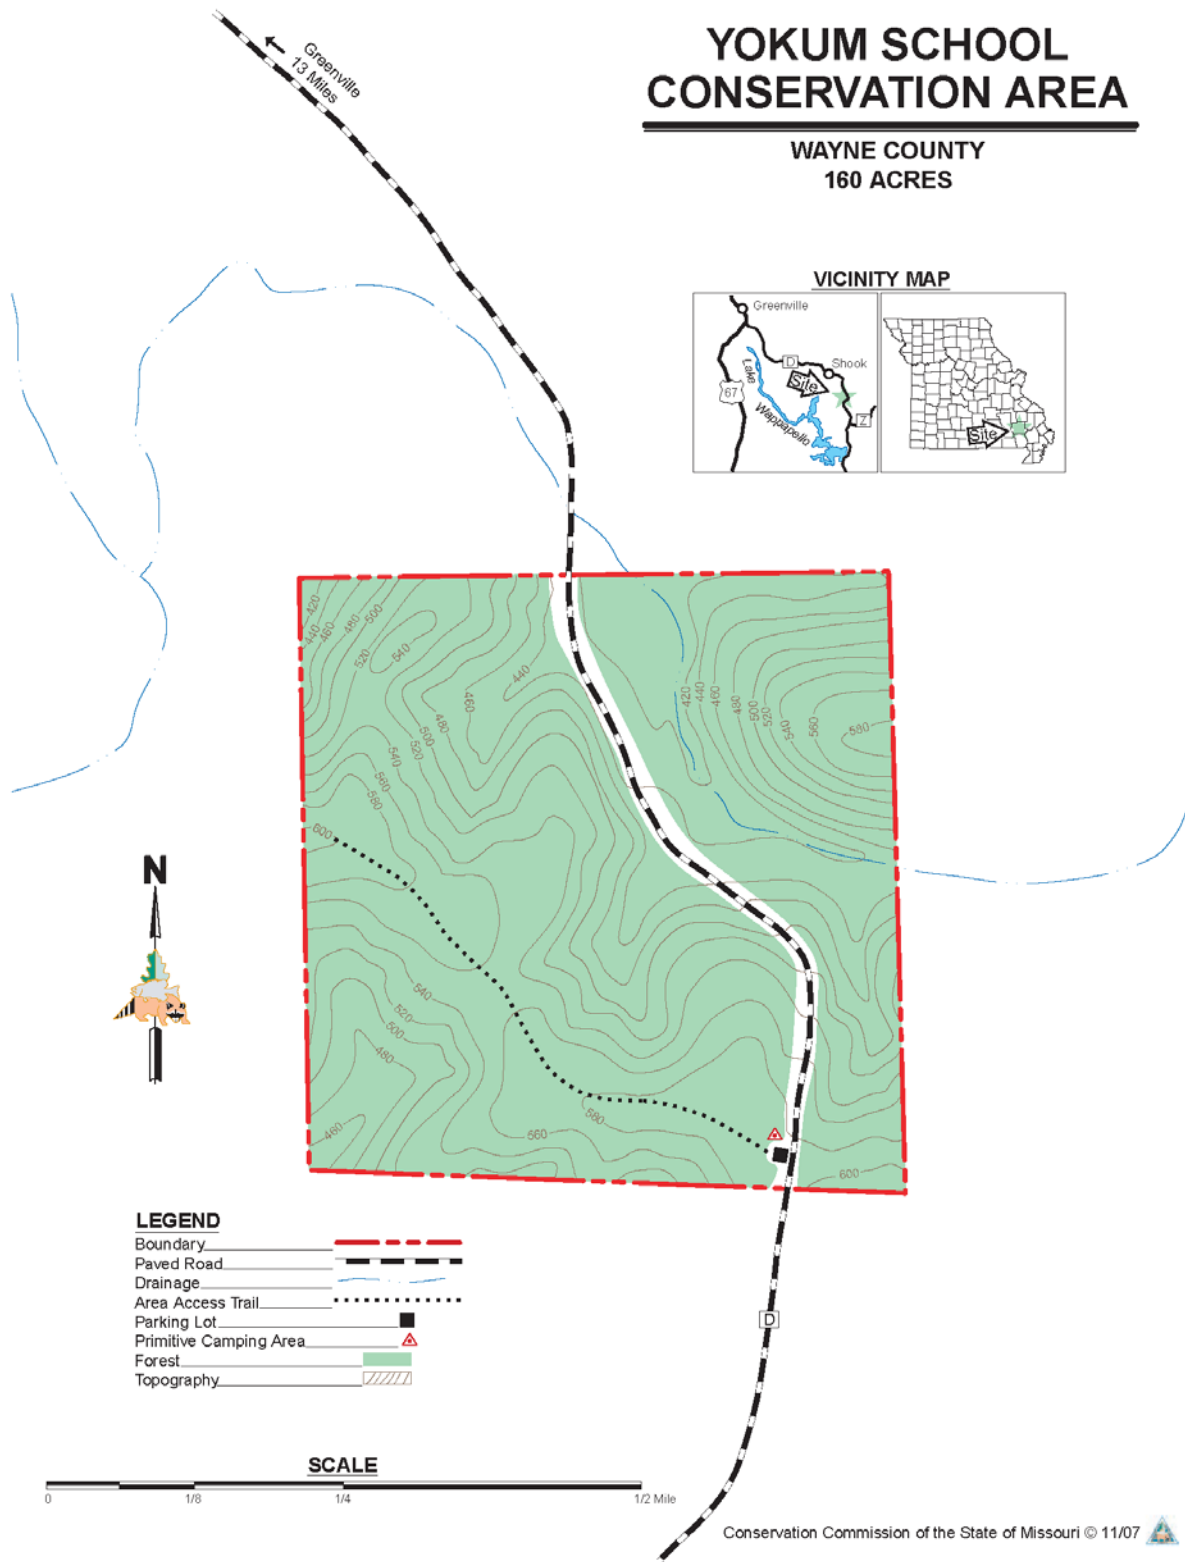 YOKUM SCHOOL
CONSERVATION AREA
WAYNE COUNTY
160 ACRES
Greenville
13 Miles
VICINITY MAP
Greenville
D
Shook
Site
Lake
67
Wappapello
Z
Site
420
440
460
480
500
520
540
440
460
480
500
520
540
560
580
600
420
440
460
480
500
520
540
560
580
N
540
520
500
480
460
580
560
600
LEGEND
Boundary
Paved Road
Drainage
Area Access Trail
Parking Lot
Primitive Camping Area
Forest
Topography
D
SCALE
0 1/8 1/4 1/2 Mile
Conservation Commission of the State of Missouri © 11/07